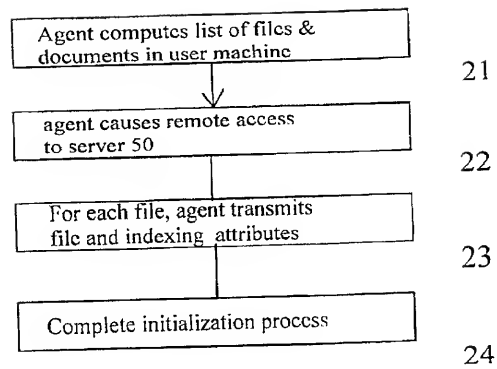 Agent computes list of files &
documents in user machine
21
agent causes remote access
to server 50
22
For each file, agent transmits
file and indexing attributes
23
Complete initialization process
24